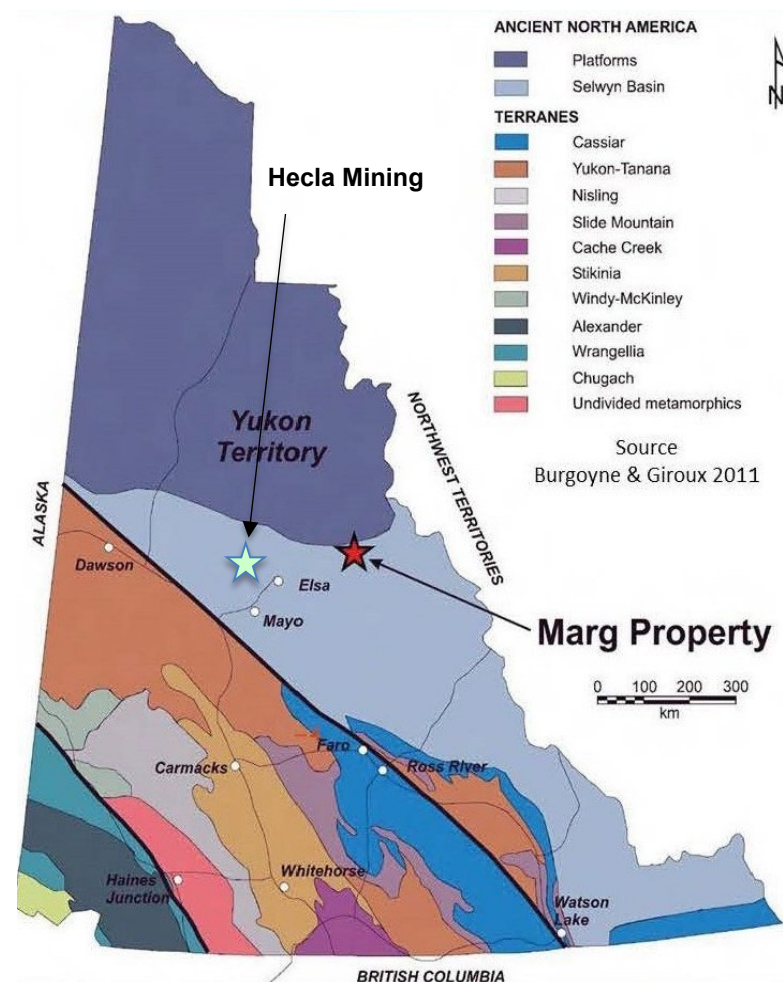 ANCIENT NORTH AMERICA
Platforms
Selwyn Basin
TERRANES
Cassiar
Yukon-Tanana
Nisling
Slide Mountain
Cache Creek
Stikinia
Windy-McKinley
Alexander
Wrangellia
Chugach
Undivided metamorphics
N
Source
Burgoyne & Giroux 2011
Hecla Mining
Yukon
Territory
NORTHWEST TERRITORIES
ALASKA
Dawson
Elsa
Mayo
Marg Property
0 100 200 300
km
Faro
Ross River
Carmacks
Whitehorse
Haines
Junction
Watson
Lake
BRITISH COLUMBIA